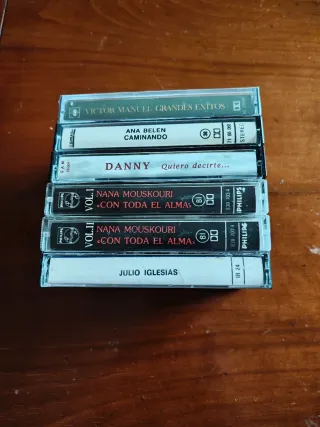 VICTOR MANUEL GRANDES EXITOS
ANA BELEN
CAMINANDO
DANNY Quiero decirte...
VOL. I
NANA MOUSKOURI
«CON TODA EL ALMA»
PHILIPS
VOL. II
NANA MOUSKOURI
«CON TODA EL ALMA»
PHILIPS
JULIO IGLESIAS